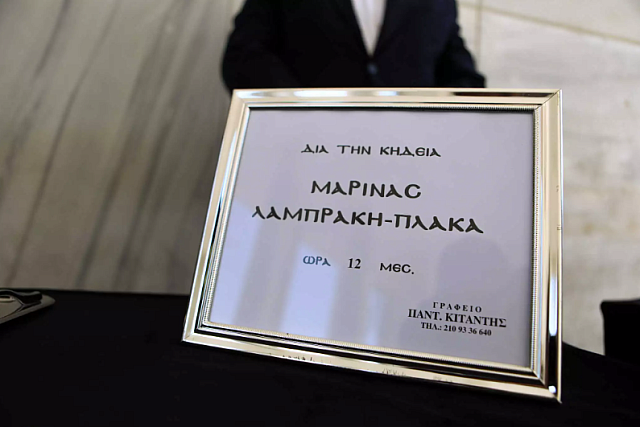 ΔΙΑ ΤΗΝ ΚΗΔΕΙΑ
ΜΑΡΙΝΑΣ
ΛΑΜΠΡΑΚΗ-ΠΛΑΚΑ
ΩΡΑ 12 ΜΕΣ.
ΓΡΑΦΕΙΟ
ΠΑΝΤ. ΚΙΤΑΝΤΗΣ
ΤΗΛ.: 210 93 36 640